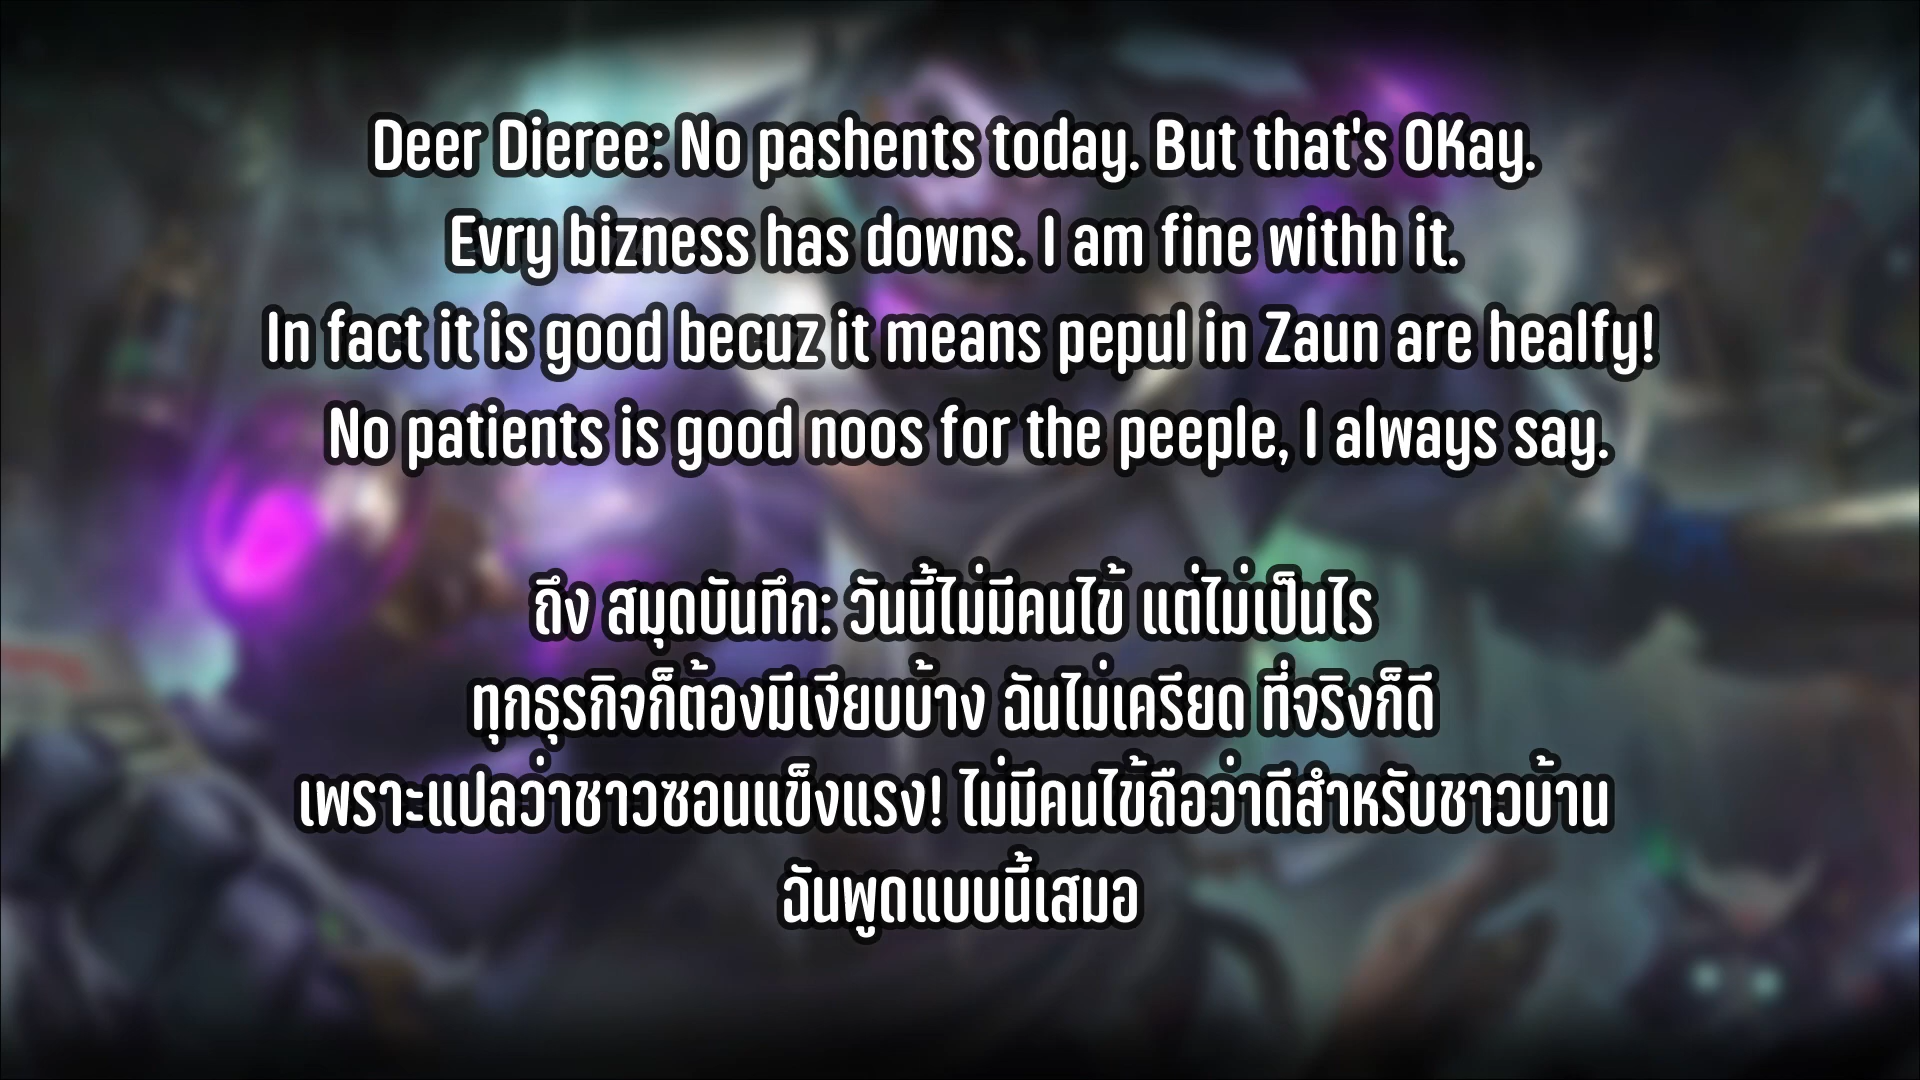 Deer Dieree: No pashents today. But that's OKay.
Evry bizness has downs. I am fine withh it.
In fact it is good becuz it means pepul in Zaun are healfy!
No patients is good noos for the peeple, I always say.
ถึง สมุดบันทึก: วันนี้ไม่มีคนไข้ แต่ไม่เป็นไร
ทุกธุรกิจก็ต้องมีเงียบบ้าง ฉันไม่เครียด ที่จริงก็ดี
เพราะแปลว่าชาวซอนแข็งแรง! ไม่มีคนไข้ถือว่าดีสำหรับชาวบ้าน
ฉันพูดแบบนี้เสมอ